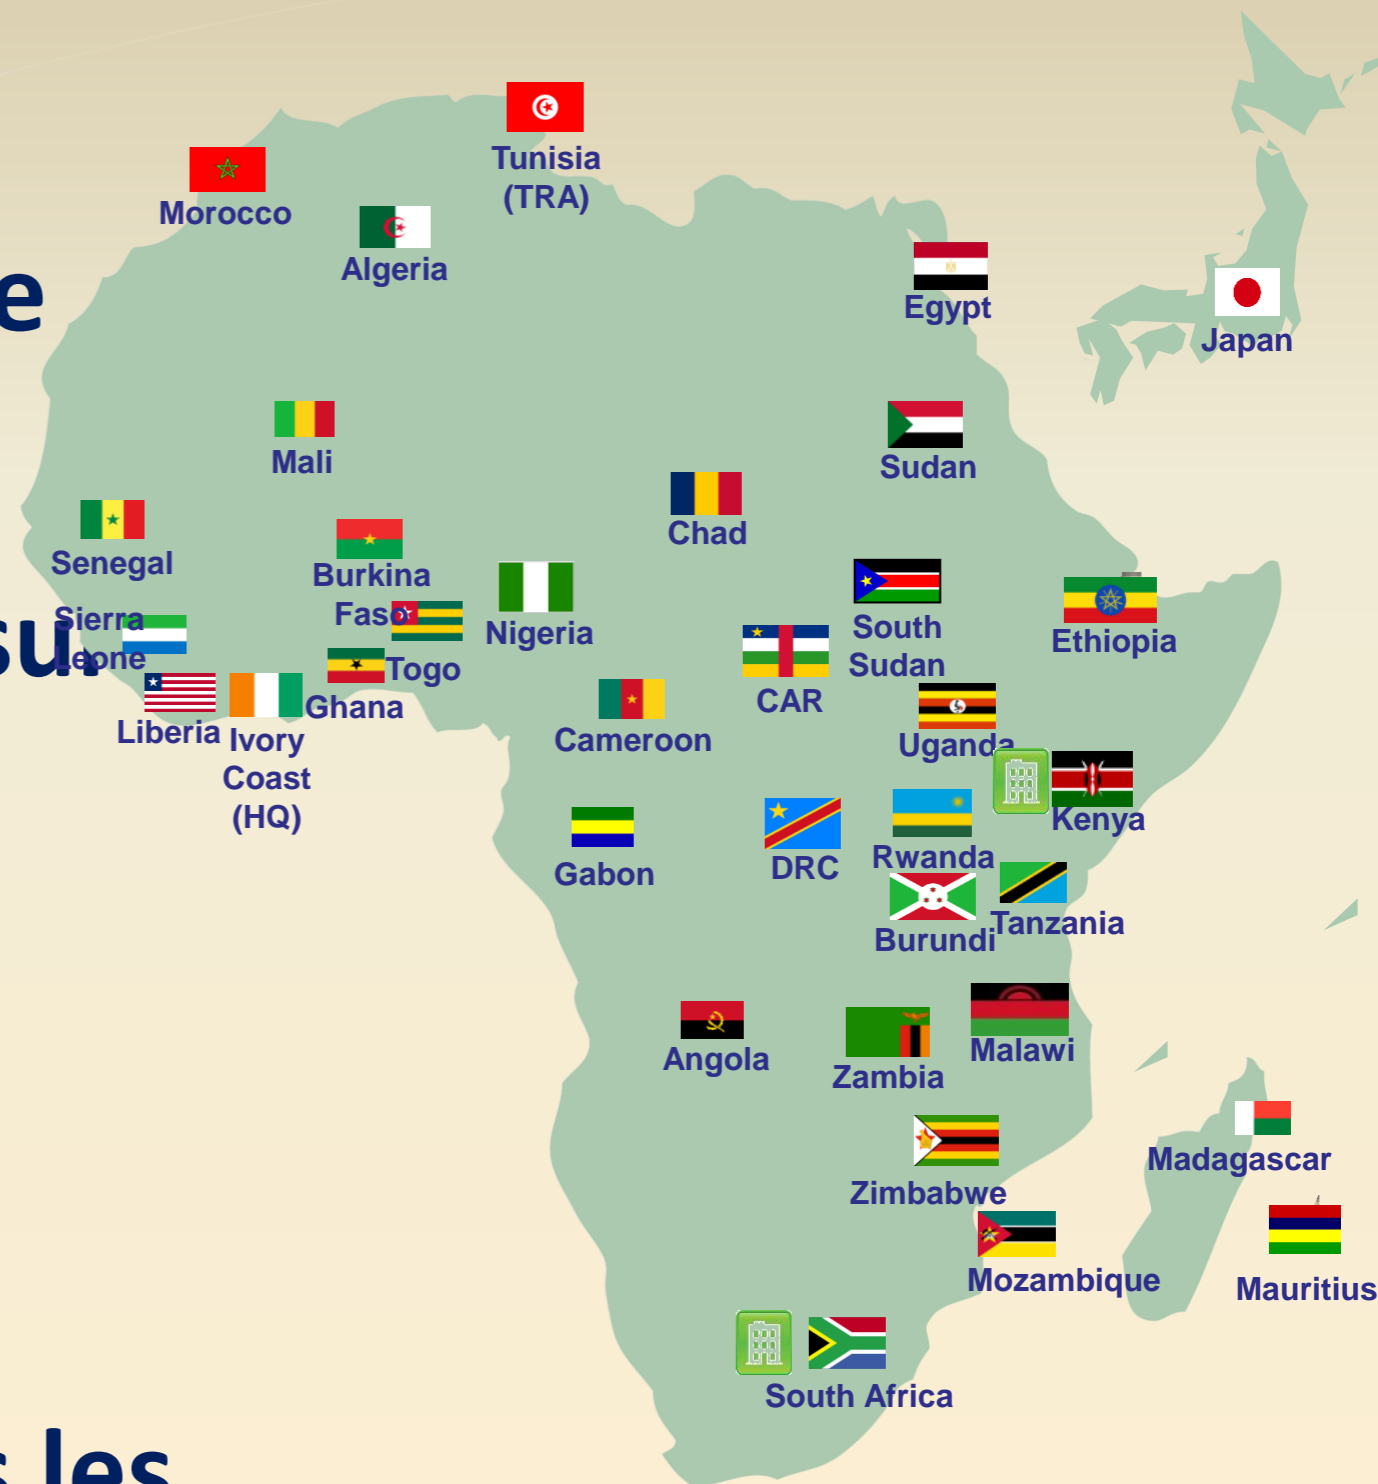 Tunisia
(TRA)
Morocco
Algeria
e
Egypt
Japan
Mali
Sudan
Chad
Senegal
Burkina
Faso
Nigeria
South
Sudan
Ethiopia
Sierra
Leone
su
Togo
CAR
Ghana
Liberia
Ivory
Coast
(HQ)
Cameroon
Uganda
Kenya
Gabon
DRC
Rwanda
Burundi
Tanzania
Angola
Zambia
Malawi
Madagascar
Zimbabwe
Mozambique
Mauritius
South Africa
s les